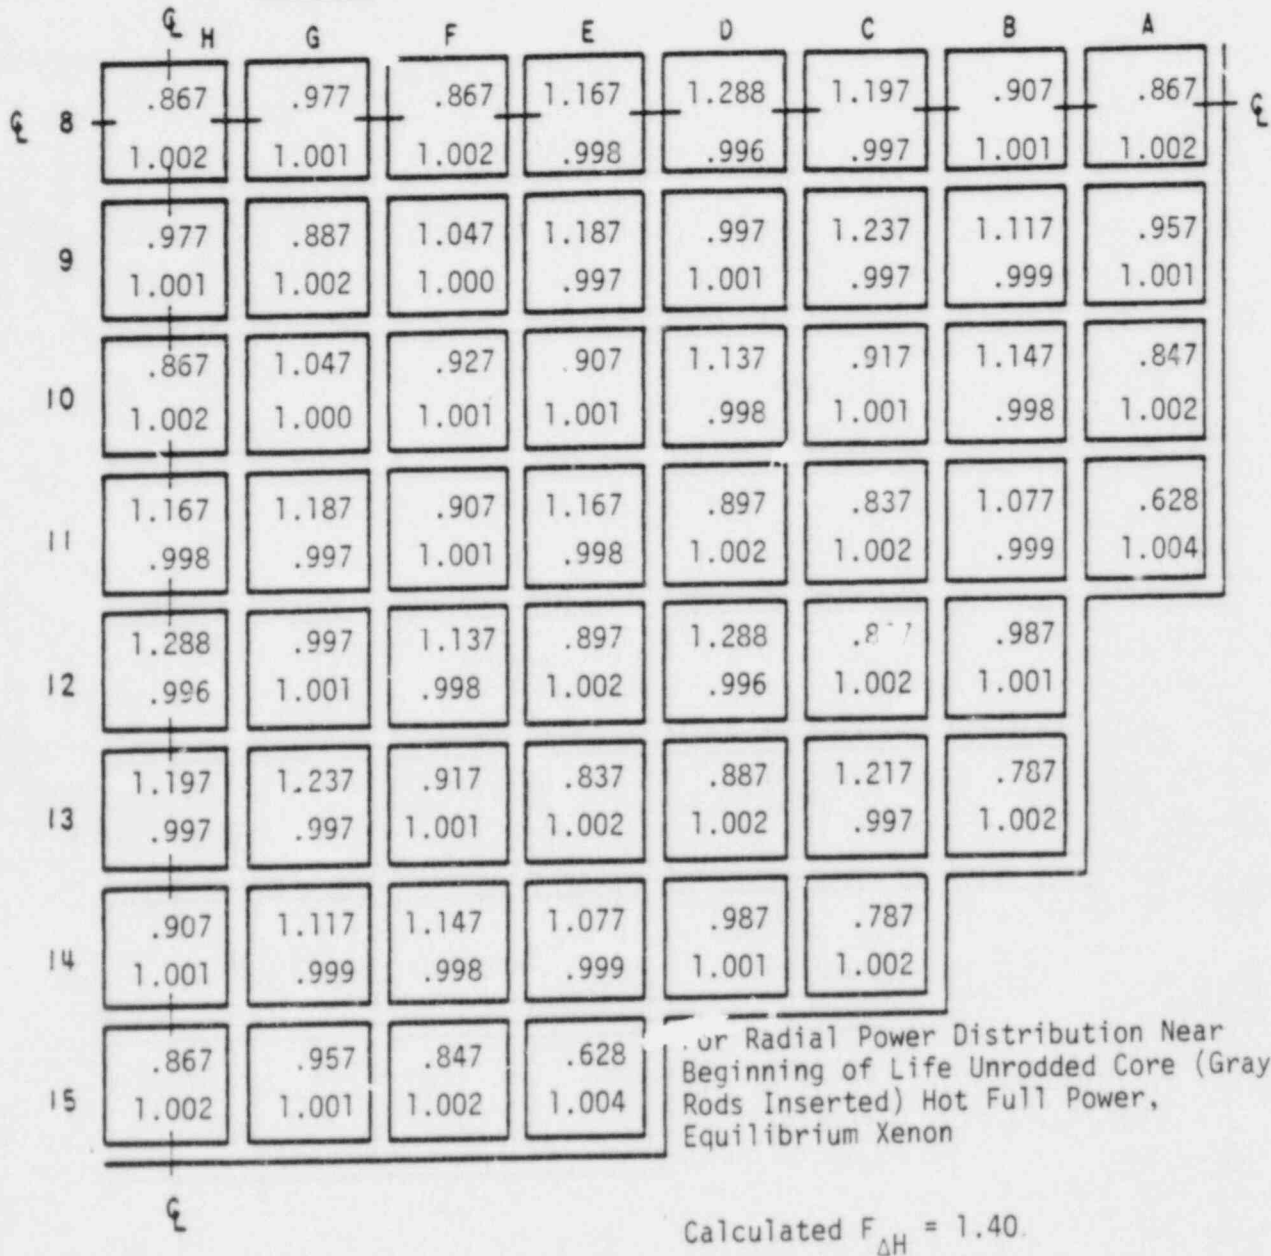 ℄ H G F E D C B A
℄ 8 .867 .977 .867 1.167 1.288 1.197 .907 .867 ℄
1.002 1.001 1.002 .998 .996 .997 1.001 1.002
9 .977 .887 1.047 1.187 .997 1.237 1.117 .957
1.001 1.002 1.000 .997 1.001 .997 .999 1.001
10 .867 1.047 .927 .907 1.137 .917 1.147 .847
1.002 1.000 1.001 1.001 .998 1.001 .998 1.002
11 1.167 1.187 .907 1.167 .897 .837 1.077 .628
.998 .997 1.001 .998 1.002 1.002 .999 1.004
12 1.288 .997 1.137 .897 1.288 .987
.996 1.001 .998 1.002 .996 1.002 1.001
13 1.197 1.237 .917 .837 .887 1.217 .787
.997 .997 1.001 1.002 1.002 .997 1.002
14 .907 1.117 1.147 1.077 .987 .787
1.001 .999 .998 .999 1.001 1.002
15 .867 .957 .847 .628
1.002 1.001 1.002 1.004
℄
Radial Power Distribution Near
Beginning of Life Unrodded Core (Gray
Rods Inserted) Hot Full Power,
Equilibrium Xenon
Calculated FΔH = 1.40